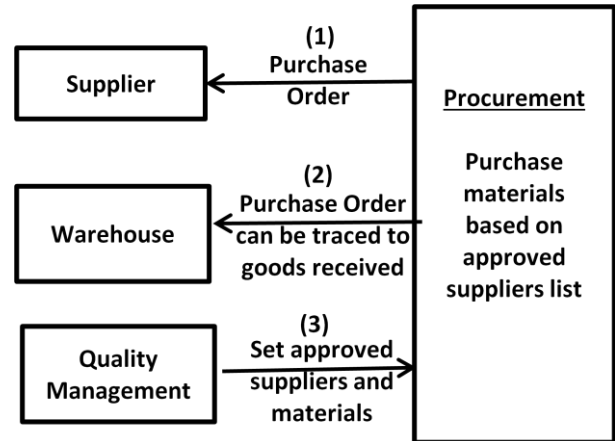 (1)
Purchase
Order
Supplier
Procurement
Purchase
materials
based on
approved
suppliers list
(2)
Purchase Order
can be traced to
goods received
Warehouse
(3)
Set approved
suppliers and
materials
Quality
Management